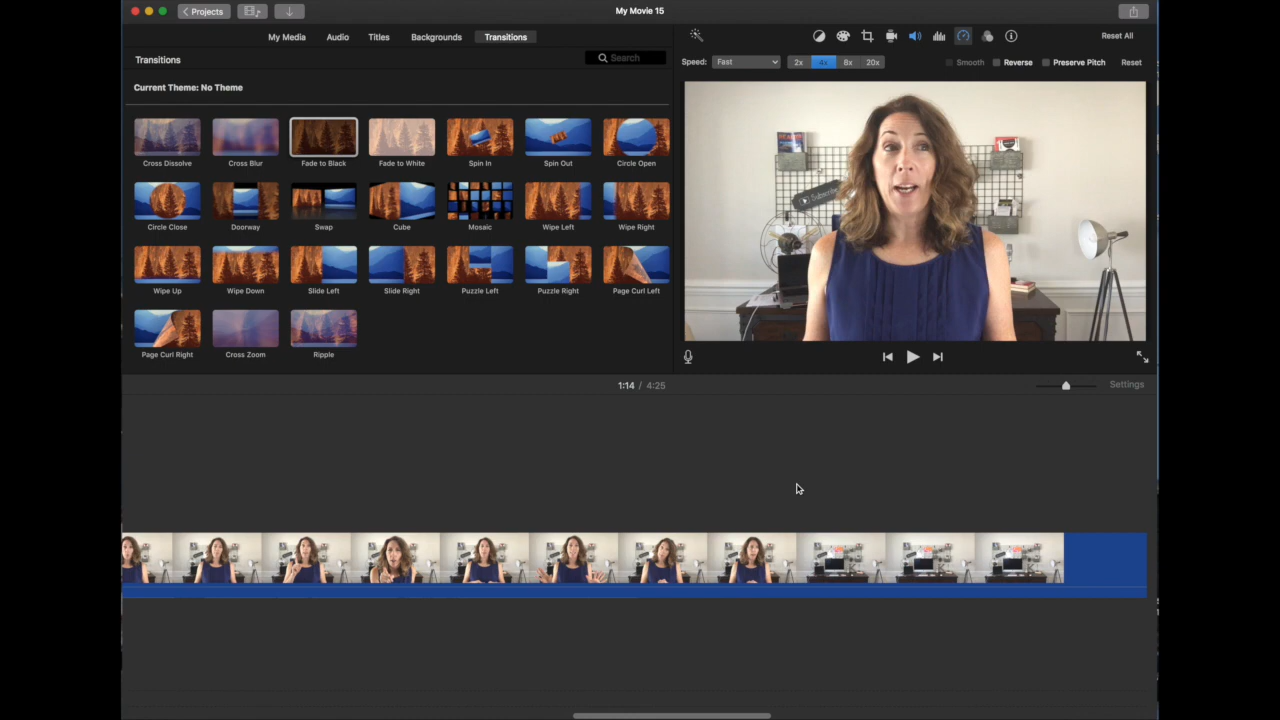 Projects
My Movie 15
My Media Audio Titles Backgrounds Transitions
Reset All
Transitions
Search
Speed: Fast 2x 4x 8x 20x Smooth Reverse Preserve Pitch Reset
Current Theme: No Theme
Cross Dissolve Cross Blur Fade to Black Fade to White Spin In Spin Out Circle Open
Circle Close Doorway Swap Cube Mosaic Wipe Left Wipe Right
Wipe Up Wipe Down Slide Left Slide Right Puzzle Left Puzzle Right Page Curl Left
Page Curl Right Cross Zoom Ripple
Subscribe
1:14 / 4:25
Settings